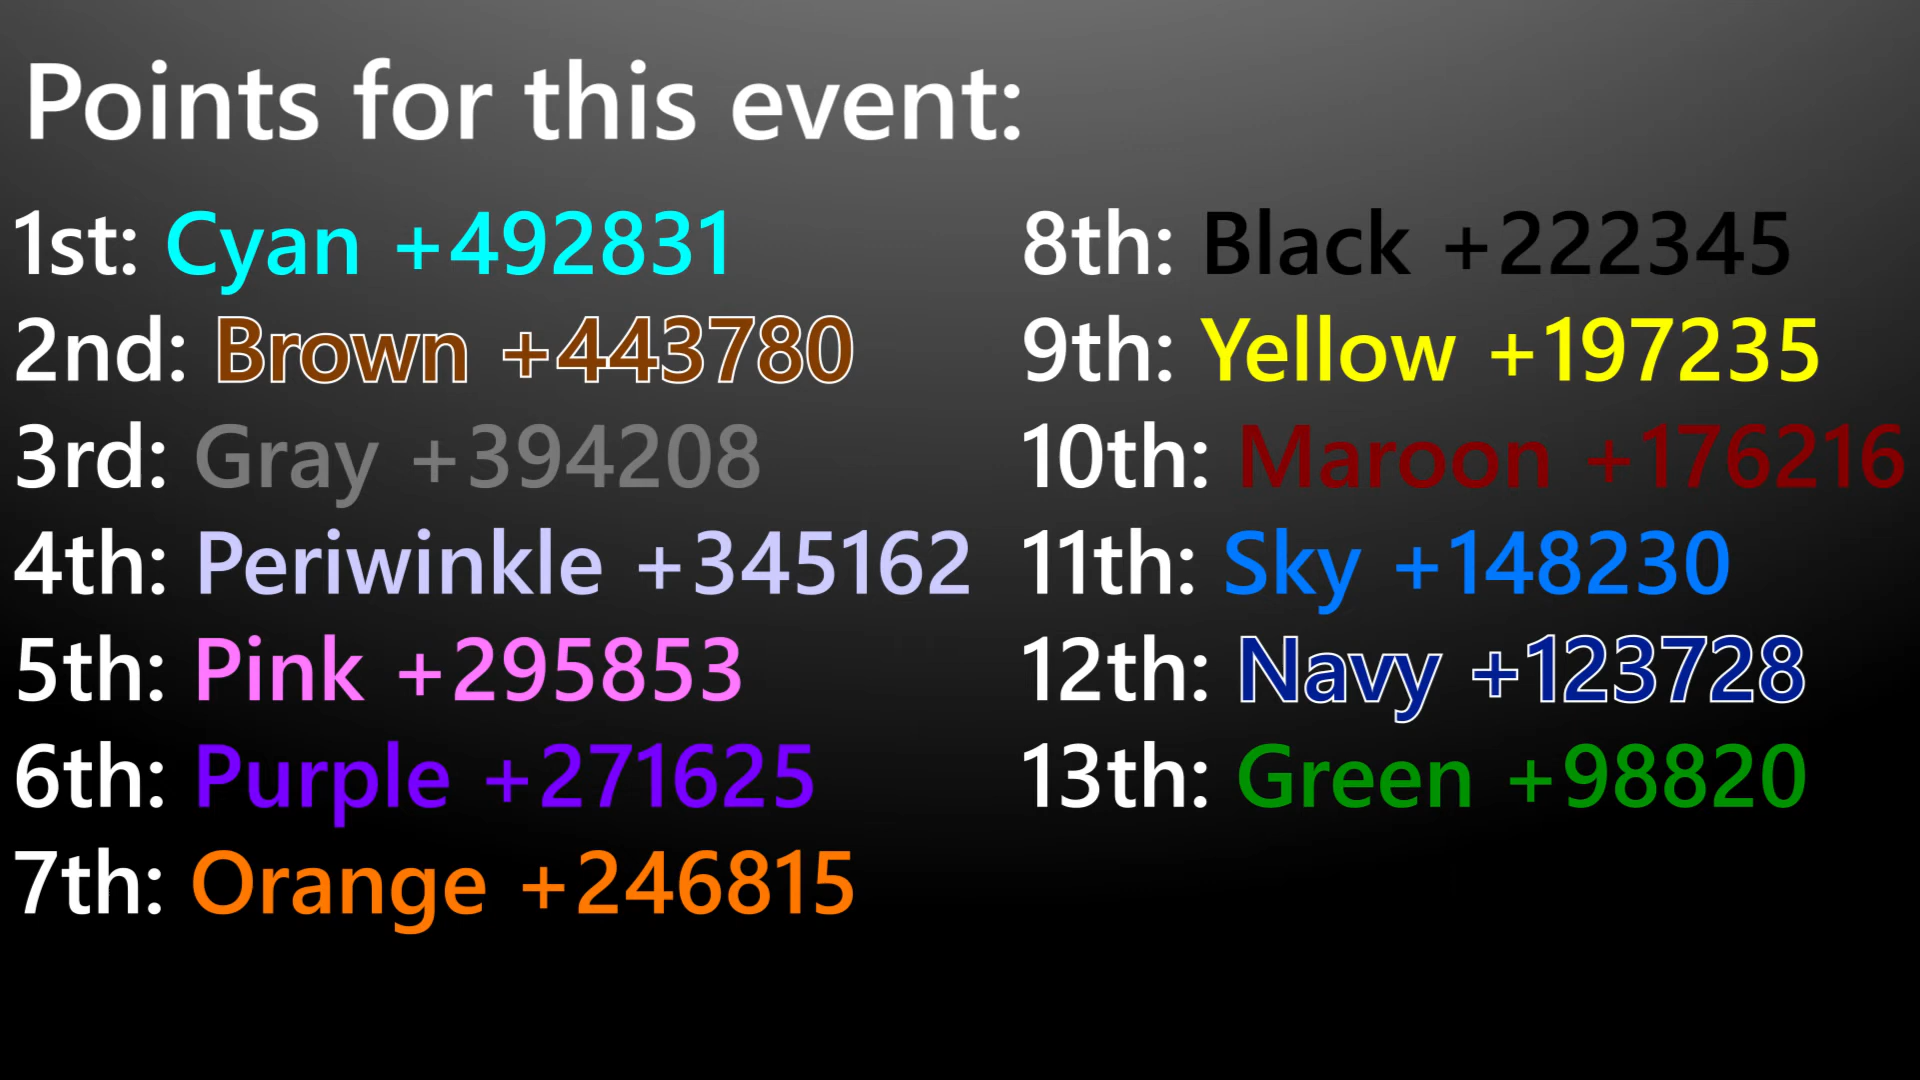 Points for this event:
1st: Cyan +492831
2nd: Brown +443780
3rd: Gray +394208
4th: Periwinkle +345162
5th: Pink +295853
6th: Purple +271625
7th: Orange +246815
8th: Black +222345
9th: Yellow +197235
10th: Maroon +176216
11th: Sky +148230
12th: Navy +123728
13th: Green +98820